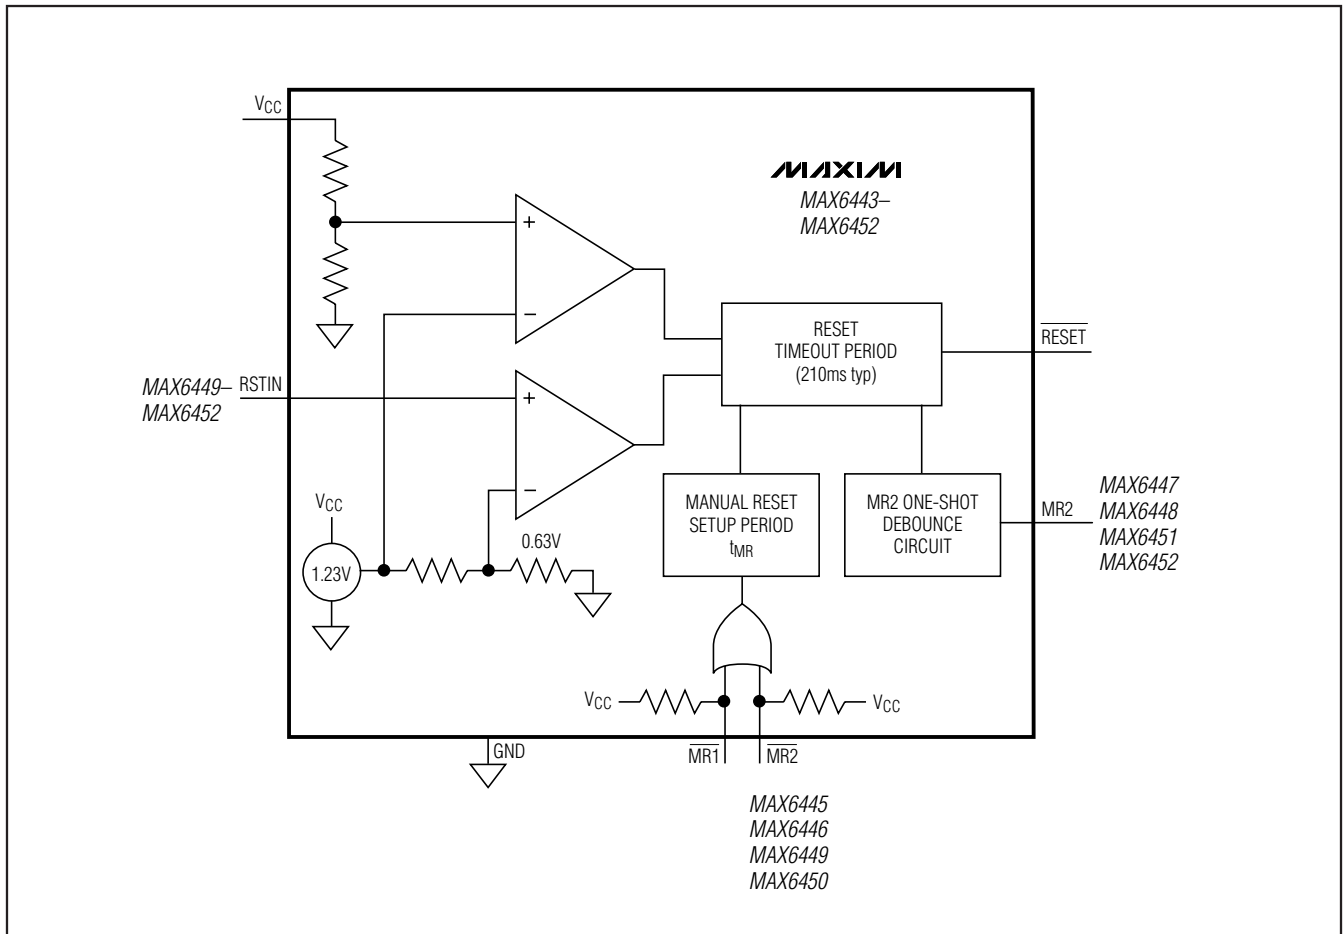 VCC
MAXIM
MAX6443–
MAX6452
+
−
RESET
TIMEOUT PERIOD
(210ms typ)
RESET
MAX6449–
MAX6452
RSTIN
+
−
MANUAL RESET
SETUP PERIOD
tMR
MR2 ONE-SHOT
DEBOUNCE
CIRCUIT
MR2
MAX6447
MAX6448
MAX6451
MAX6452
VCC
1.23V
0.63V
VCC
VCC
GND
MR1
MR2
MAX6445
MAX6446
MAX6449
MAX6450